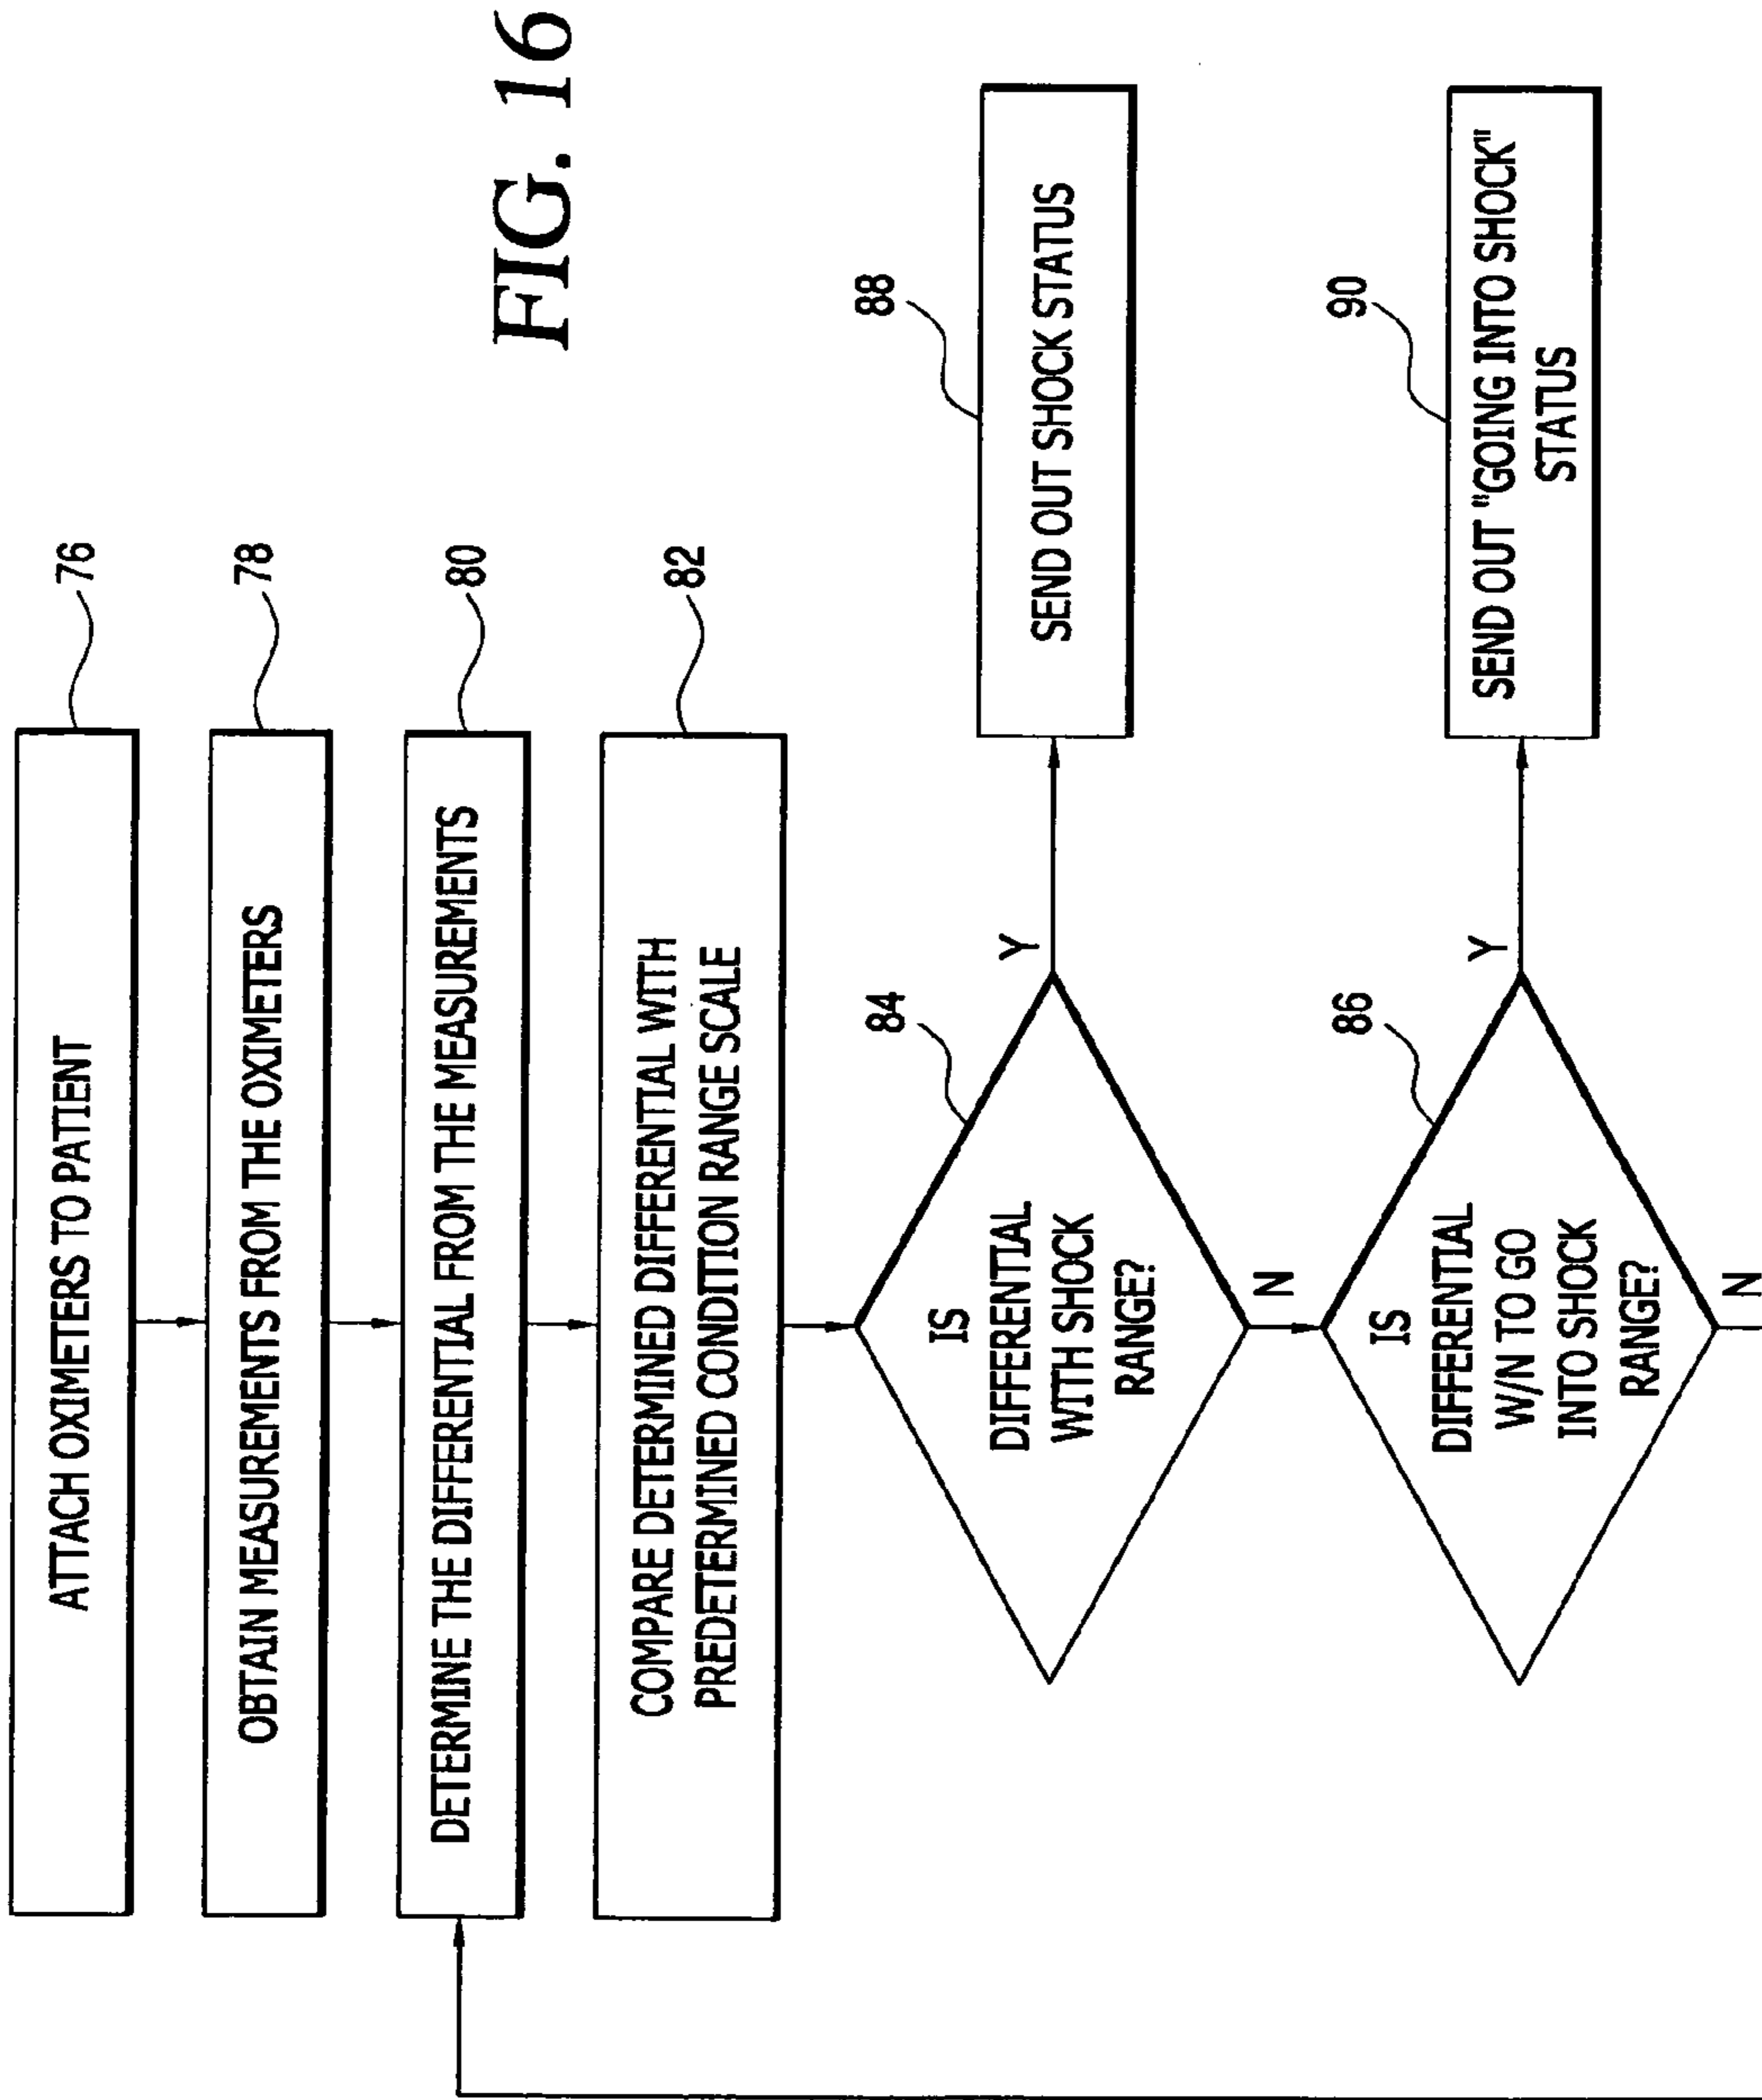 ATTACH OXIMETERS TO PATIENT
76
OBTAIN MEASUREMENTS FROM THE OXIMETERS
78
DETERMINE THE DIFFERENTIAL FROM THE MEASUREMENTS
80
COMPARE DETERMINED DIFFERENTIAL WITH
PREDETERMINED CONDITION RANGE SCALE
82
FIG. 16
IS
DIFFERENTIAL
WITH SHOCK
RANGE?
84
Y
SEND OUT SHOCK STATUS
88
N
IS
DIFFERENTIAL
W/N TO GO
INTO SHOCK
RANGE?
86
Y
SEND OUT "GOING INTO SHOCK"
STATUS
90
N